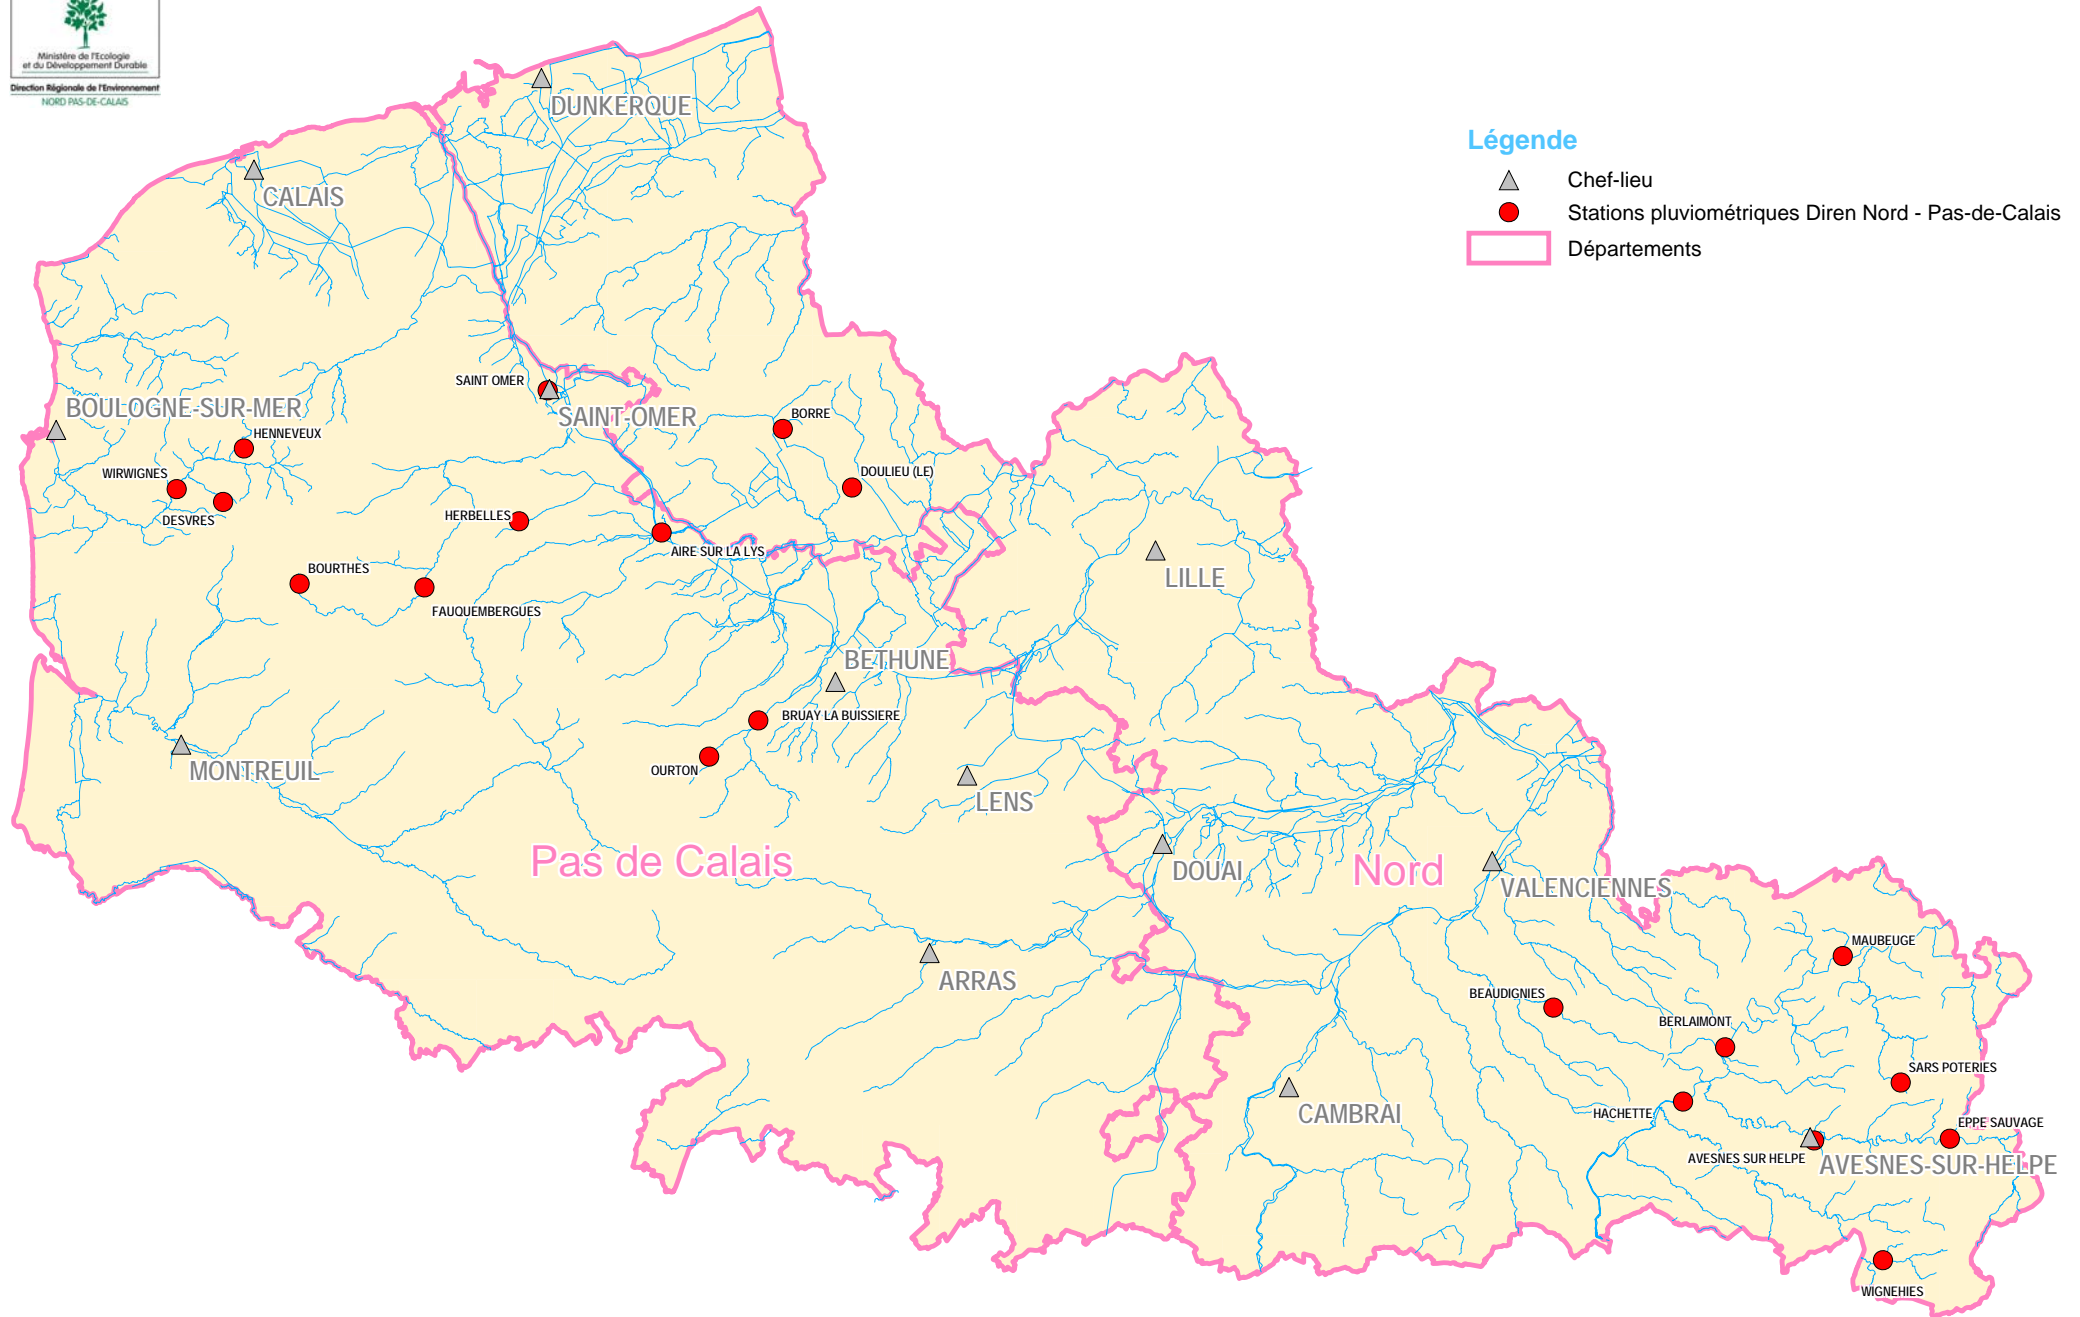 Ministère de l'Ecologie
et du Développement Durable
Direction Régionale de l'Environnement
NORD PAS-DE-CALAIS
Légende
Chef-lieu
Stations pluviométriques Diren Nord - Pas-de-Calais
Départements
DUNKERQUE
CALAIS
SAINT OMER
SAINT-OMER
BOULOGNE-SUR-MER
HENNEVEUX
BORRE
WIRWIGNES
DOULIEU (LE)
DESVRES
HERBELLES
AIRE SUR LA LYS
BOURTHES
LILLE
FAUQUEMBERGUES
BETHUNE
BRUAY LA BUISSIERE
MONTREUIL
OURTON
LENS
Pas de Calais
DOUAI
Nord
VALENCIENNES
MAUBEUGE
ARRAS
BEAUDIGNIES
BERLAIMONT
SARS POTERIES
CAMBRAI
HACHETTE
EPPE SAUVAGE
AVESNES SUR HELPE
AVESNES-SUR-HELPE
WIGNEHIES